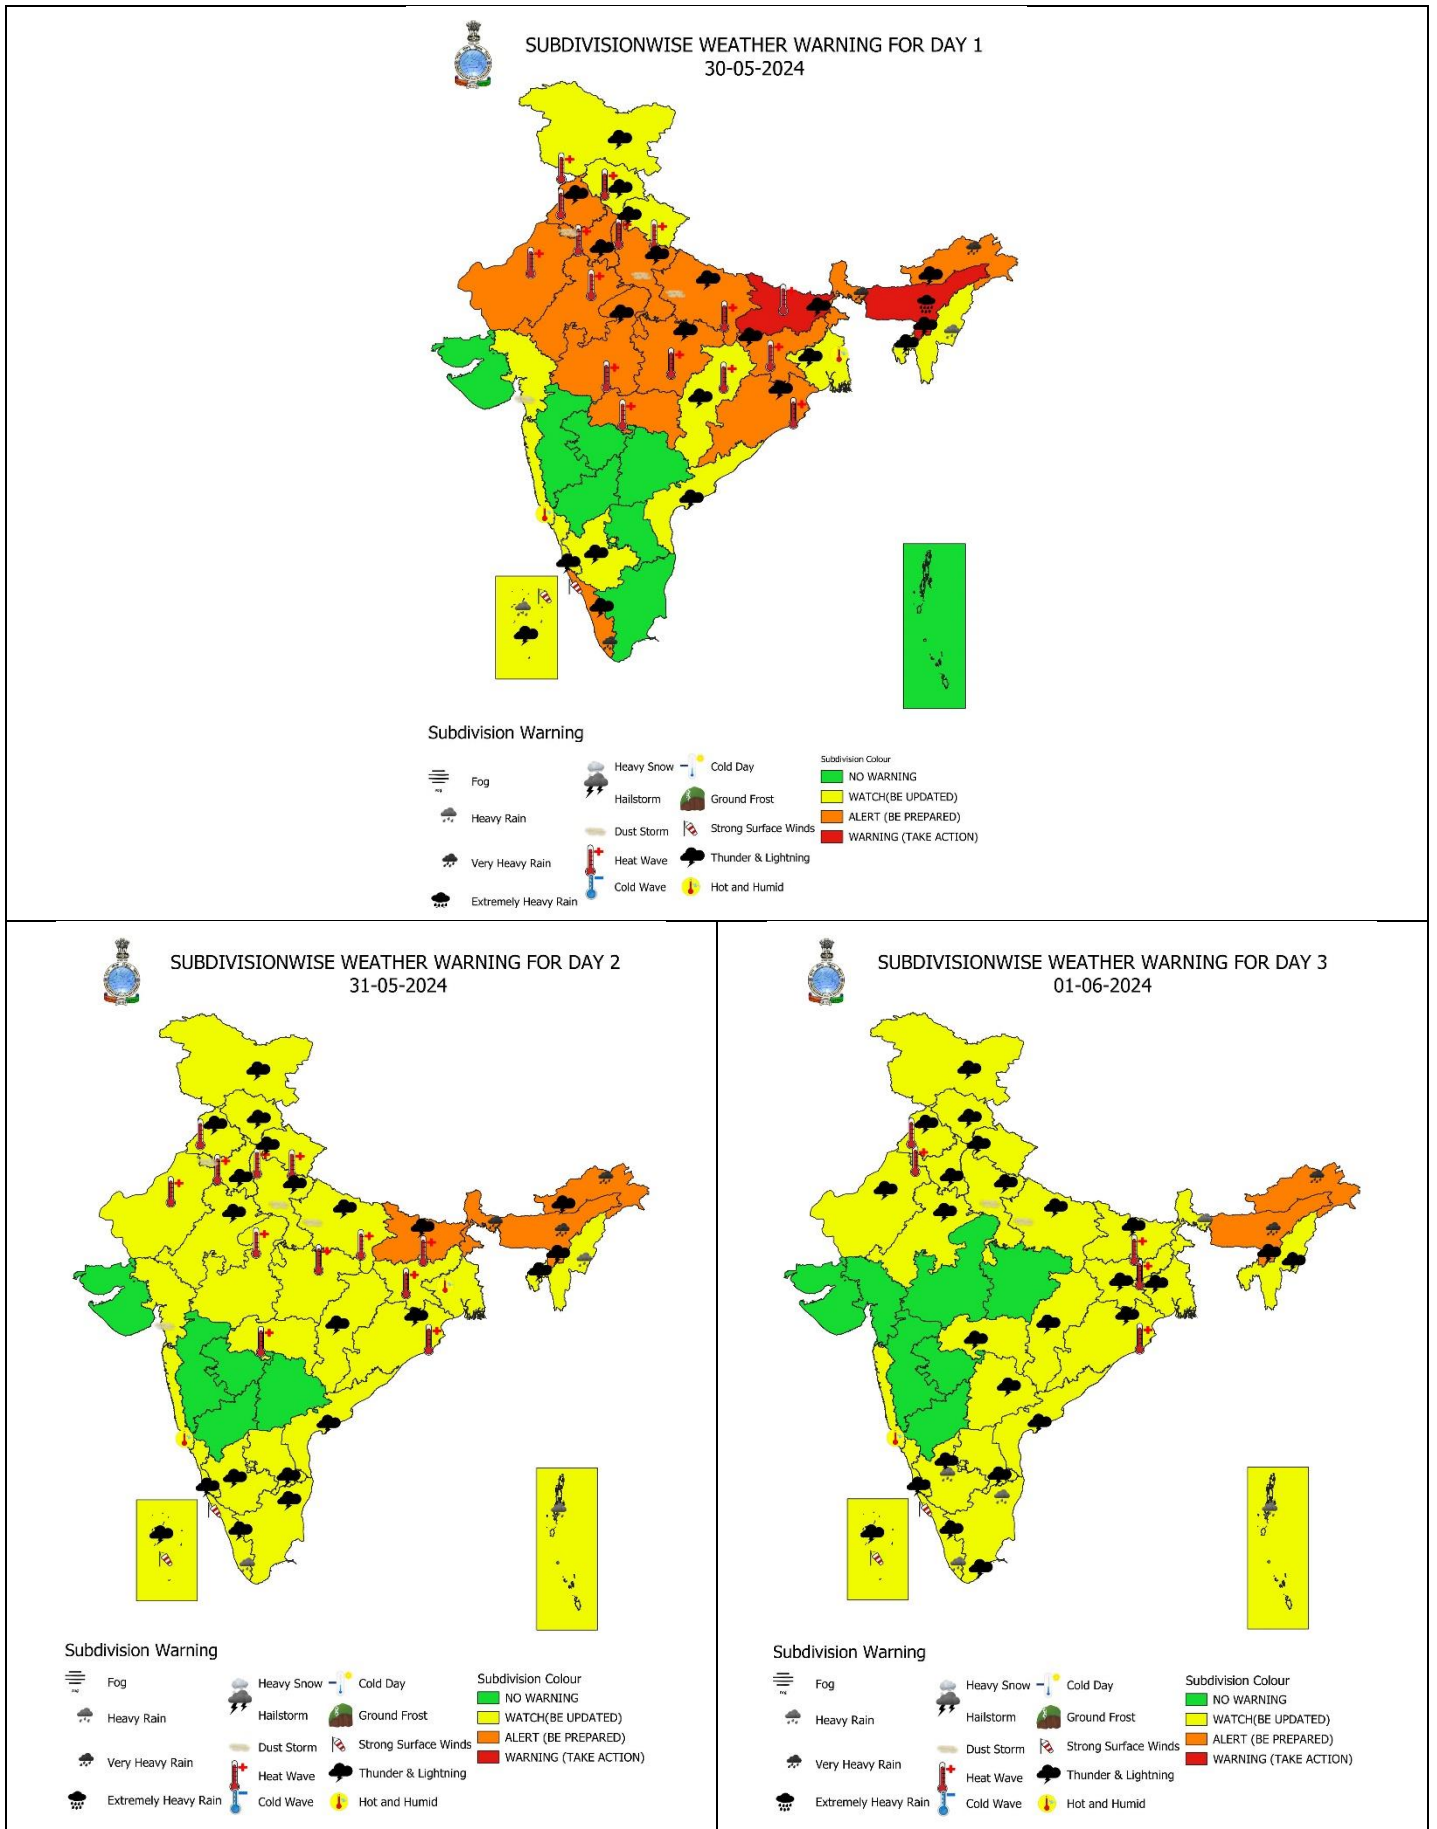 SUBDIVISIONWISE WEATHER WARNING FOR DAY 1
30-05-2024
Subdivision Warning
Fog
Heavy Rain
Very Heavy Rain
Extremely Heavy Rain
Heavy Snow
Hailstorm
Dust Storm
Heat Wave
Cold Wave
Cold Day
Ground Frost
Strong Surface Winds
Thunder & Lightning
Hot and Humid
Subdivision Colour
NO WARNING
WATCH(BE UPDATED)
ALERT (BE PREPARED)
WARNING (TAKE ACTION)
SUBDIVISIONWISE WEATHER WARNING FOR DAY 2
31-05-2024
Subdivision Warning
Fog
Heavy Rain
Very Heavy Rain
Extremely Heavy Rain
Heavy Snow
Hailstorm
Dust Storm
Heat Wave
Cold Wave
Cold Day
Ground Frost
Strong Surface Winds
Thunder & Lightning
Hot and Humid
Subdivision Colour
NO WARNING
WATCH(BE UPDATED)
ALERT (BE PREPARED)
WARNING (TAKE ACTION)
SUBDIVISIONWISE WEATHER WARNING FOR DAY 3
01-06-2024
Subdivision Warning
Fog
Heavy Rain
Very Heavy Rain
Extremely Heavy Rain
Heavy Snow
Hailstorm
Dust Storm
Heat Wave
Cold Wave
Cold Day
Ground Frost
Strong Surface Winds
Thunder & Lightning
Hot and Humid
Subdivision Colour
NO WARNING
WATCH(BE UPDATED)
ALERT (BE PREPARED)
WARNING (TAKE ACTION)